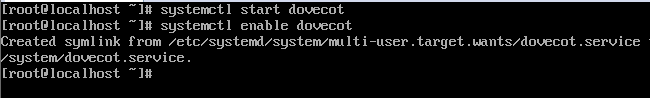 [root@localhost ~]# systemctl start dovecot
[root@localhost ~]# systemctl enable dovecot
Created symlink from /etc/systemd/system/multi-user.target.wants/dovecot.service
/system/dovecot.service.
[root@localhost ~]#